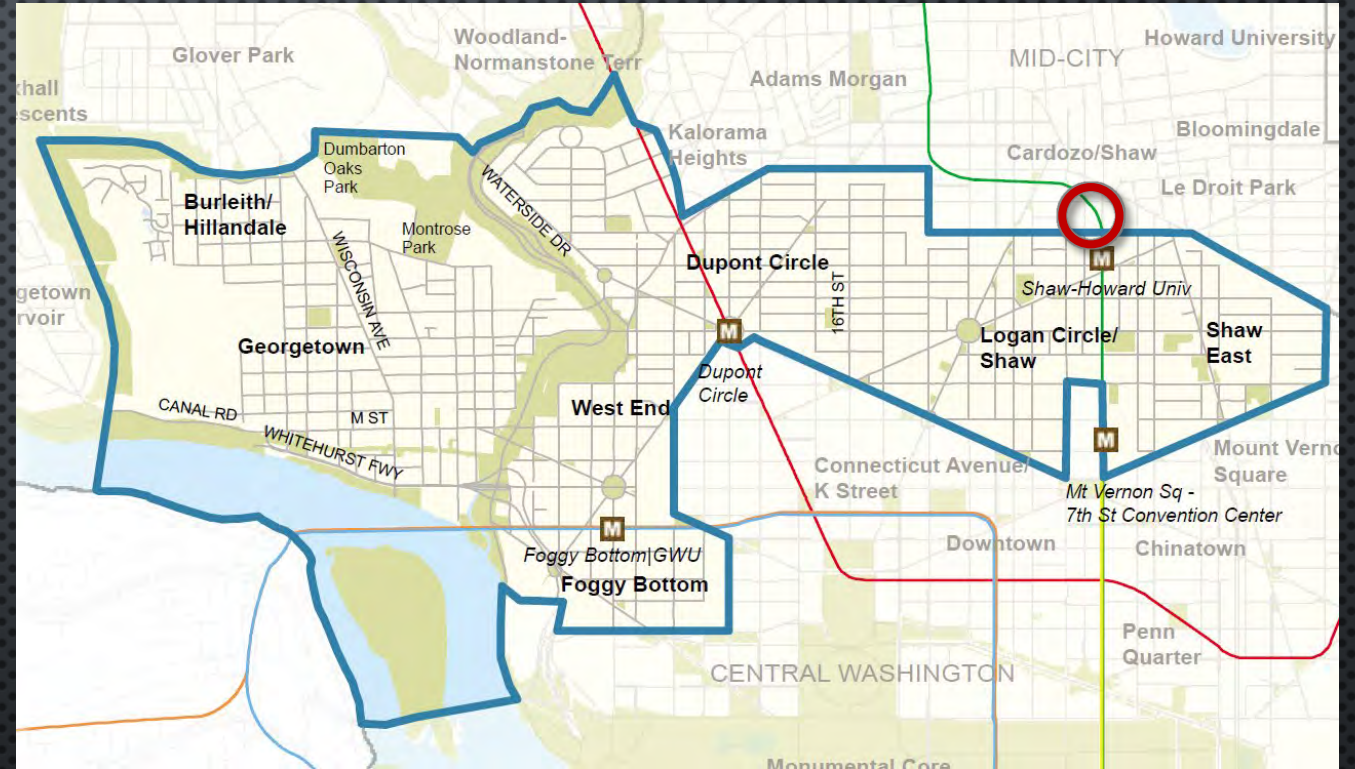 Glover Park
Woodland-
Normanstone Terr
Adams Morgan
MID-CITY
Howard University
xhall
escents
Kalorama
Heights
Bloomingdale
Cardozo/Shaw
Le Droit Park
Dumbarton
Oaks
Park
WATERSIDE DR
Burleith/
Hillandale
Montrose
Park
WISCONSIN AVE
Dupont Circle
16TH ST
M
Shaw-Howard Univ
getown
rvoir
Georgetown
M
Dupont
Circle
Logan Circle/
Shaw
Shaw
East
CANAL RD
M ST
WHITEHURST FWY
West End
Connecticut Avenue/
K Street
M
Mount Verno
Square
Mt Vernon Sq -
7th St Convention Center
M
Foggy Bottom|GWU
Foggy Bottom
Downtown
Chinatown
Penn
Quarter
CENTRAL WASHINGTON
Monumental Core